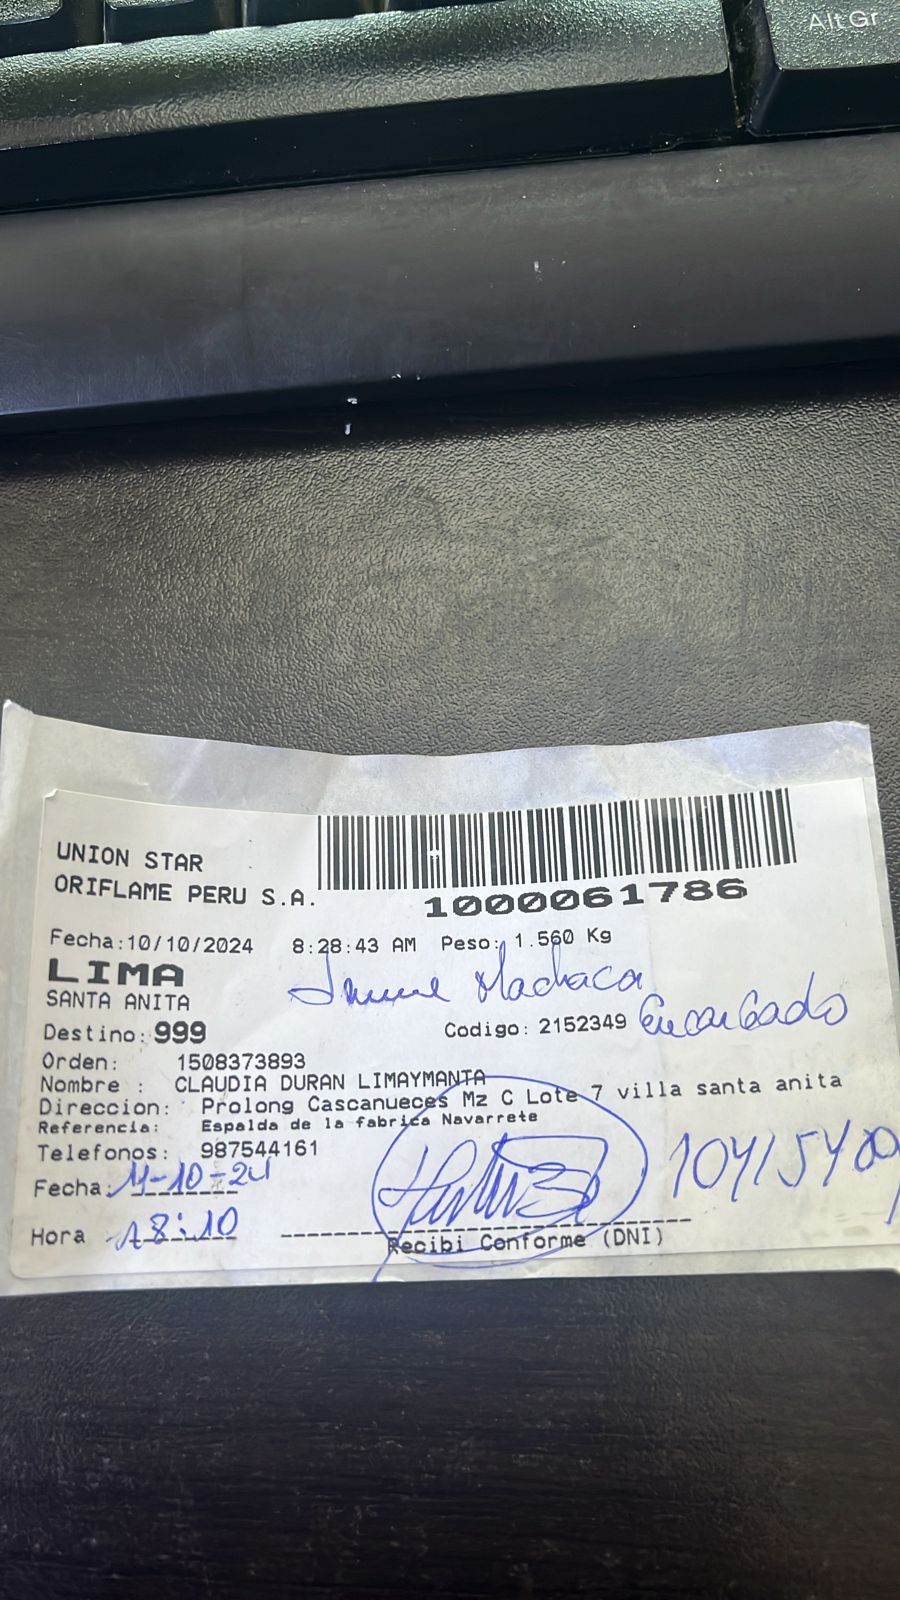 Alt Gr
UNION STAR
ORIFLAME PERU S.A.
1000061786
Fecha:10/10/2024 8:28:43 AM Peso: 1.560 Kg
LIMA
SANTA ANITA
Machaca
Encargado
Destino: 999 Codigo: 2152349
Orden: 1508373893
Nombre : CLAUDIA DURAN LIMAYMANTA
Direccion: Prolong Cascanueces Mz C Lote 7 villa santa anita
Referencia: Espalda de la fabrica Navarrete
Telefonos: 987544161
Fecha: 11-10-24
Hora 18:10
Recibi Conforme (DNI)